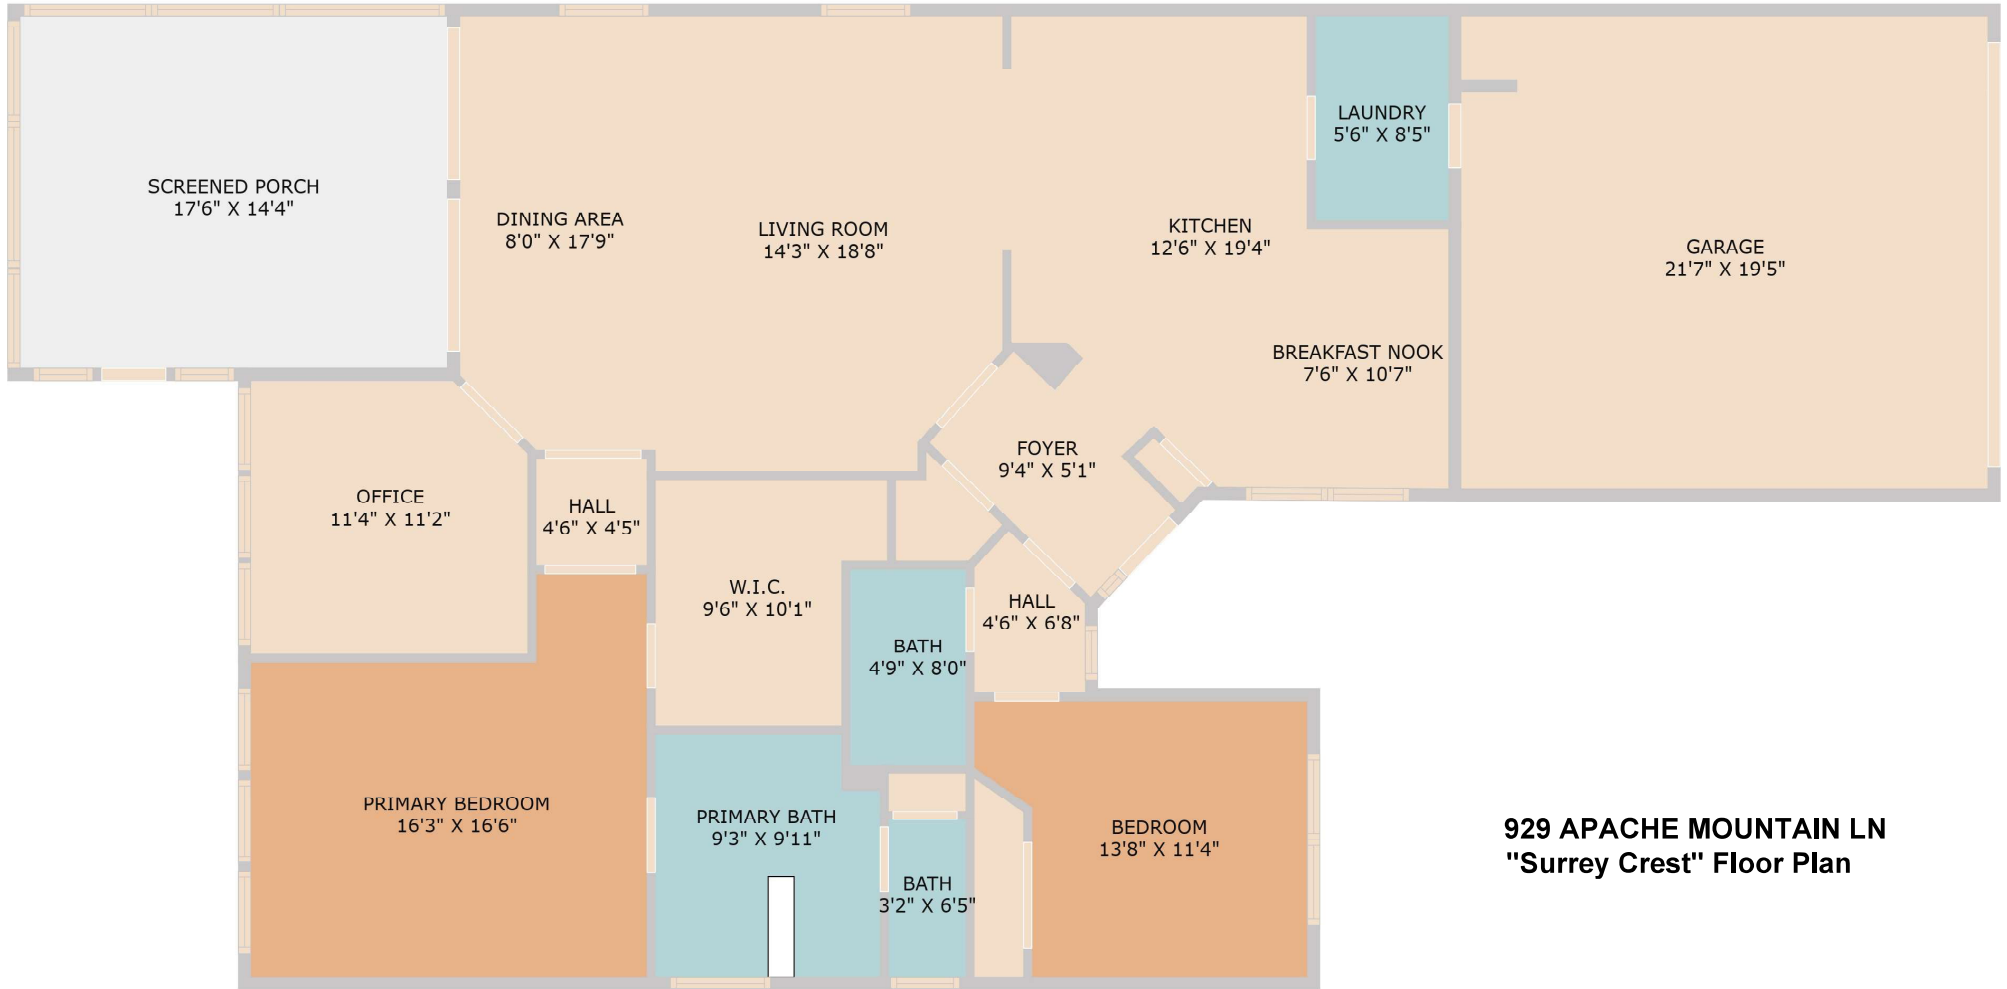 SCREENED PORCH
17'6" X 14'4"
DINING AREA
8'0" X 17'9"
LIVING ROOM
14'3" X 18'8"
KITCHEN
12'6" X 19'4"
LAUNDRY
5'6" X 8'5"
GARAGE
21'7" X 19'5"
BREAKFAST NOOK
7'6" X 10'7"
FOYER
9'4" X 5'1"
OFFICE
11'4" X 11'2"
HALL
4'6" X 4'5"
W.I.C.
9'6" X 10'1"
HALL
4'6" X 6'8"
BATH
4'9" X 8'0"
PRIMARY BEDROOM
16'3" X 16'6"
PRIMARY BATH
9'3" X 9'11"
BATH
3'2" X 6'5"
BEDROOM
13'8" X 11'4"
929 APACHE MOUNTAIN LN
"Surrey Crest" Floor Plan